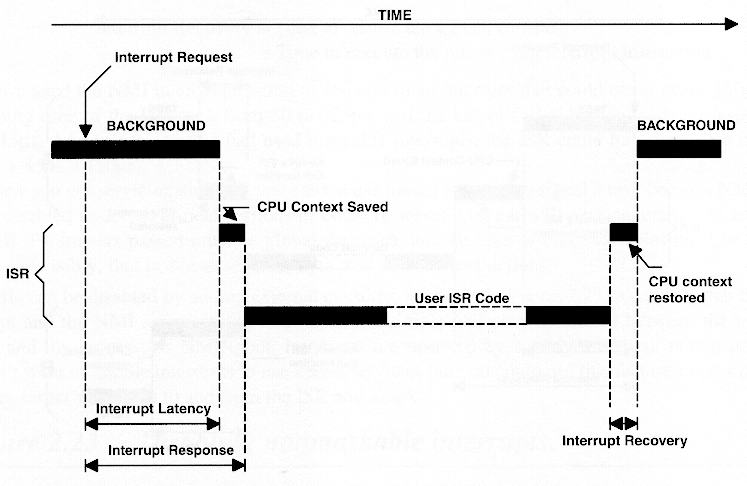 TIME
Interrupt Request
BACKGROUND
BACKGROUND
CPU Context Saved
ISR
CPU context
restored
User ISR Code
Interrupt Latency
Interrupt Recovery
Interrupt Response